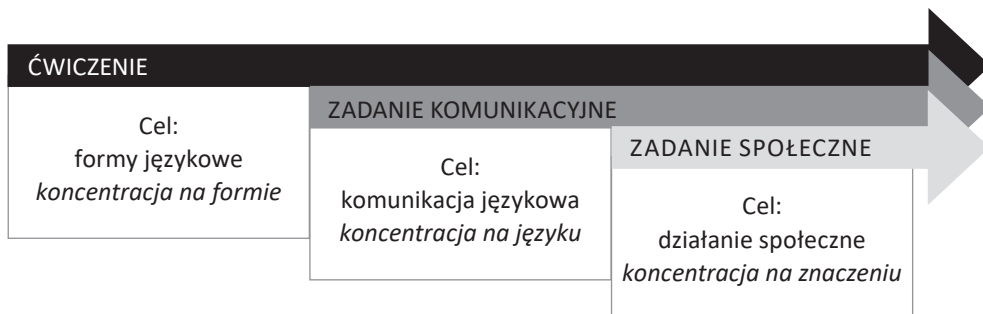 ĆWICZENIE
Cel:
formy językowe
koncentracja na formie
ZADANIE KOMUNIKACYJNE
Cel:
komunikacja językowa
koncentracja na języku
ZADANIE SPOŁECZNE
Cel:
działanie społeczne
koncentracja na znaczeniu